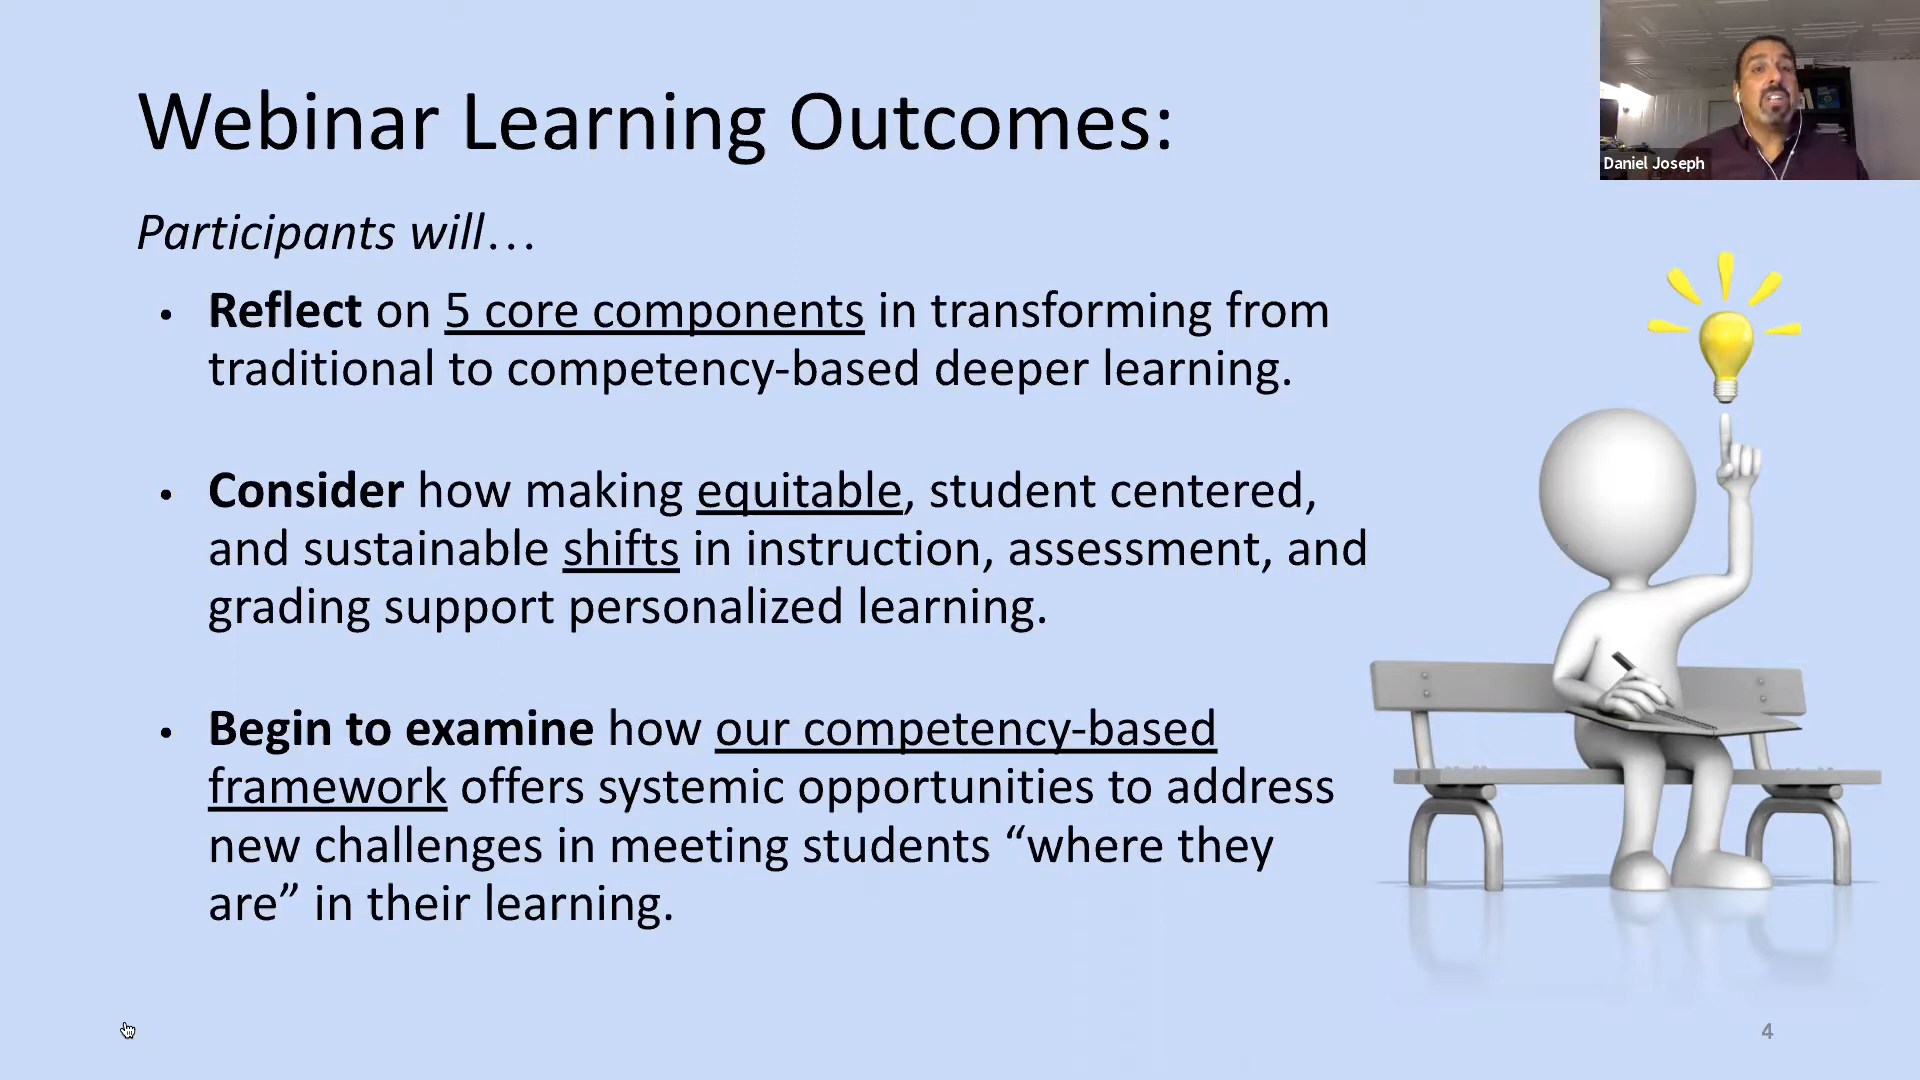 Webinar Learning Outcomes:
Daniel Joseph
Participants will…
• Reflect on 5 core components in transforming from
traditional to competency-based deeper learning.
• Consider how making equitable, student centered,
and sustainable shifts in instruction, assessment, and
grading support personalized learning.
• Begin to examine how our competency-based
framework offers systemic opportunities to address
new challenges in meeting students “where they
are” in their learning.
4